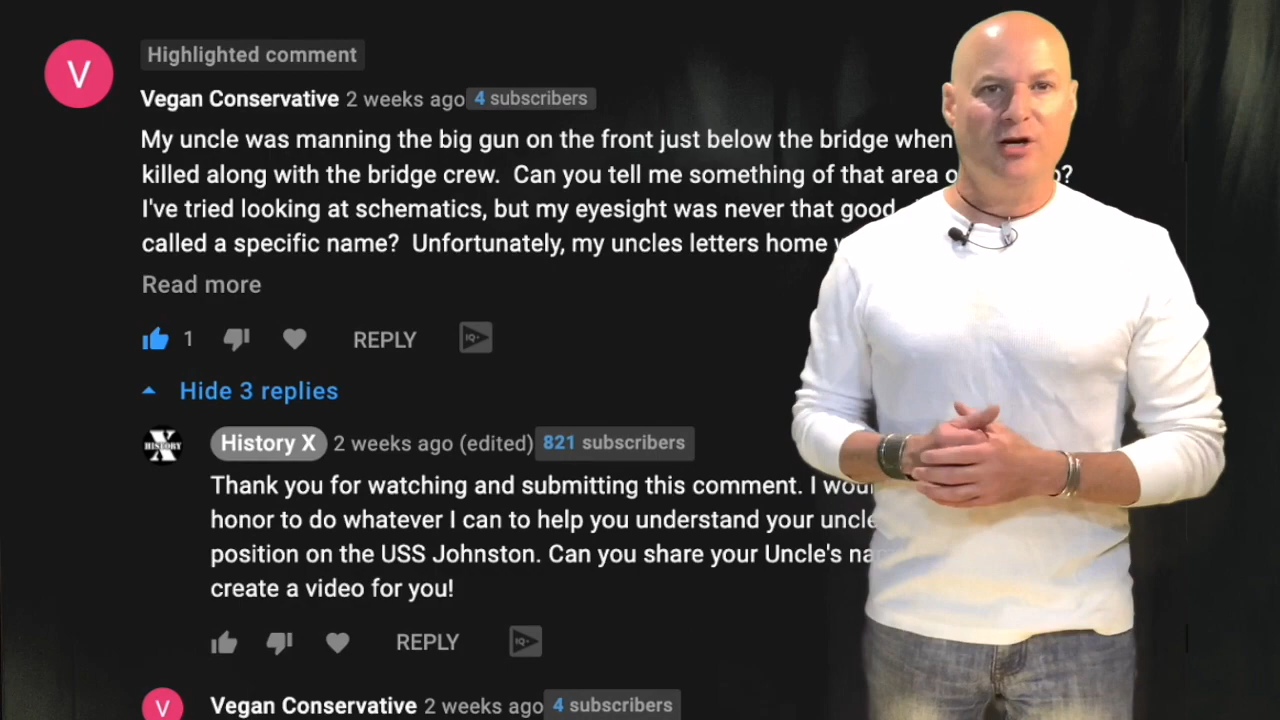 V
Highlighted comment
Vegan Conservative 2 weeks ago 4 subscribers
My uncle was manning the big gun on the front just below the bridge when
killed along with the bridge crew.  Can you tell me something of that area ?
I've tried looking at schematics, but my eyesight was never that good
called a specific name?  Unfortunately, my uncles letters home
Read more
1
REPLY
IQ
Hide 3 replies
X HISTORY
History X 2 weeks ago (edited) 821 subscribers
Thank you for watching and submitting this comment. I
honor to do whatever I can to help you understand your
position on the USS Johnston. Can you share your Uncle's
create a video for you!
REPLY
IQ
V
Vegan Conservative 2 weeks ago 4 subscribers